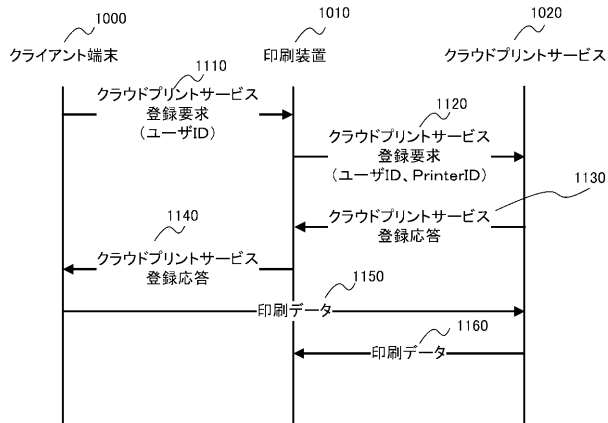 1000
1010
1020
クライアント端末
印刷装置
クラウドプリントサービス
1110
クラウドプリントサービス
登録要求
(ユーザID)
1120
クラウドプリントサービス
登録要求
(ユーザID、PrinterID)
1130
クラウドプリントサービス
登録応答
1140
クラウドプリントサービス
登録応答
1150
印刷データ
1160
印刷データ